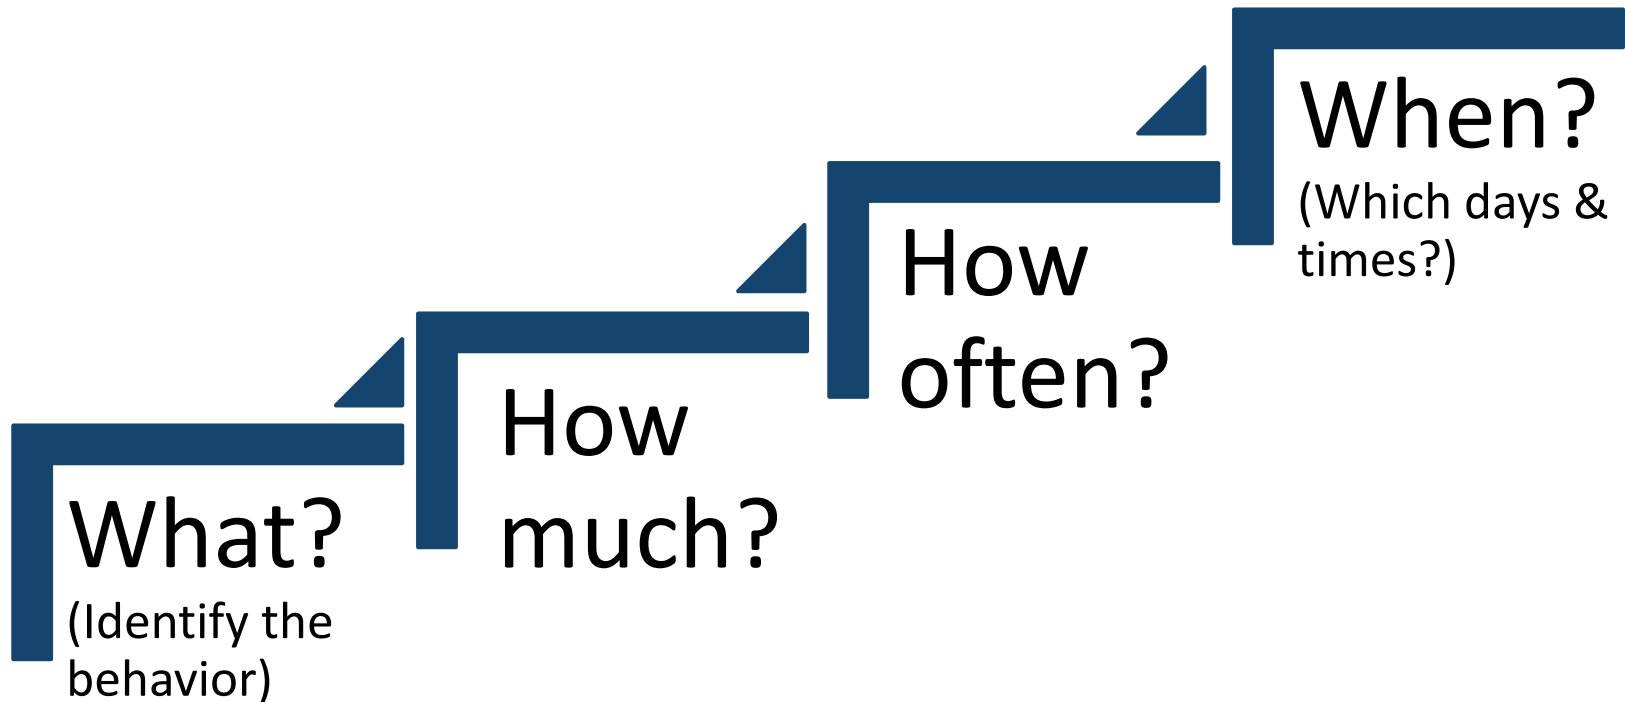 What?
(Identify the
behavior)
How
much?
How
often?
When?
(Which days &
times?)